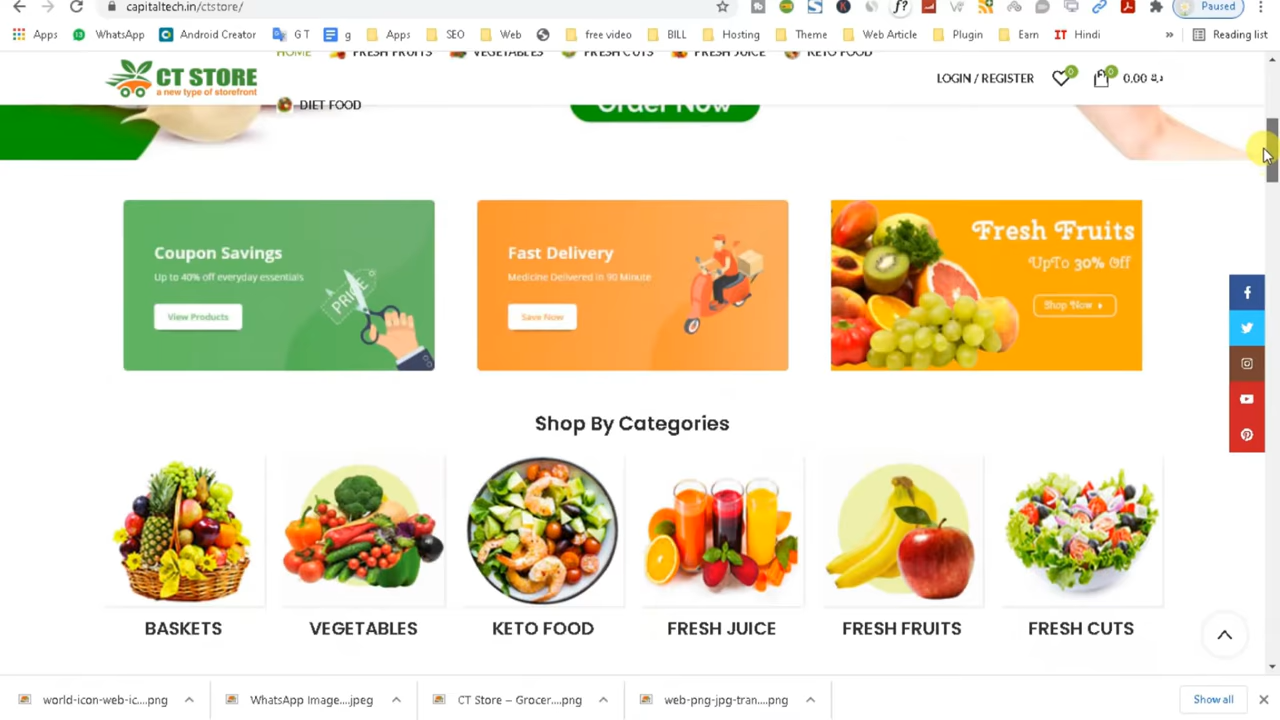 capitaltech.in/ctstore/
Paused
Apps
WhatsApp
Android Creator
G T
g
Apps
SEO
Web
free video
BILL
Hosting
Theme
Web Article
Plugin
Earn
IT Hindi
»
Reading list
HOME
FRESH FRUITS
VEGETABLES
FRESH CUTS
FRESH JUICE
KETO FOOD
CT STORE
a new type of storefront
LOGIN / REGISTER
0
0
0.00 د.إ
DIET FOOD
Order Now
Coupon Savings
Up to 40% off everyday essentials
View Products
PRICE
Fast Delivery
Medicine Delivered in 90 Minute
Save Now
Fresh Fruits
UpTo 30% Off
Shop Now
Shop By Categories
BASKETS
VEGETABLES
KETO FOOD
FRESH JUICE
FRESH FRUITS
FRESH CUTS
world-icon-web-ic....png
WhatsApp Image....jpeg
CT Store – Grocer....png
web-png-jpg-tran....png
Show all